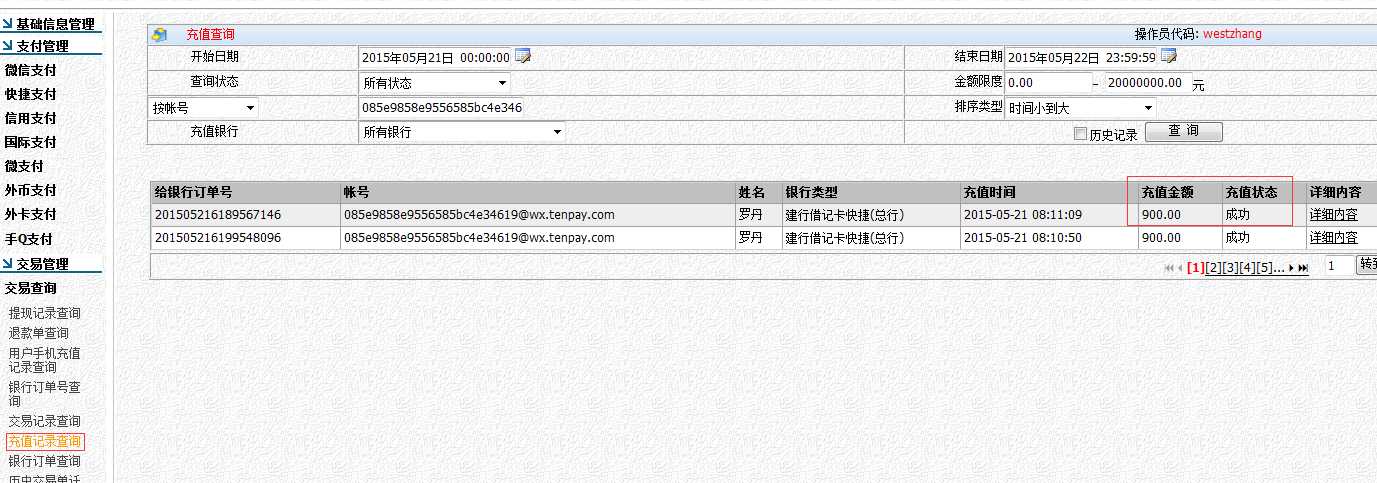 基础信息管理
支付管理
微信支付
快捷支付
信用支付
国际支付
微支付
外币支付
外卡支付
手Q支付
交易管理
交易查询
提现记录查询
退款单查询
用户手机充值
记录查询
银行订单号查
询
交易记录查询
充值记录查询
银行订单查询
历史交易单迁
充值查询 操作员代码: westzhang
开始日期 2015年05月21日 00:00:00 结束日期 2015年05月22日 23:59:59
查询状态 所有状态 金额限度 0.00 - 20000000.00 元
按帐号 085e9858e9556585bc4e346 排序类型 时间小到大
充值银行 所有银行 历史记录 查 询
给银行订单号 帐号 姓名 银行类型 充值时间 充值金额 充值状态 详细内容
201505216189567146 085e9858e9556585bc4e34619@wx.tenpay.com 罗丹 建行借记卡快捷(总行) 2015-05-21 08:11:09 900.00 成功 详细内容
201505216199548096 085e9858e9556585bc4e34619@wx.tenpay.com 罗丹 建行借记卡快捷(总行) 2015-05-21 08:10:50 900.00 成功 详细内容
[1][2][3][4][5]... 1 转到